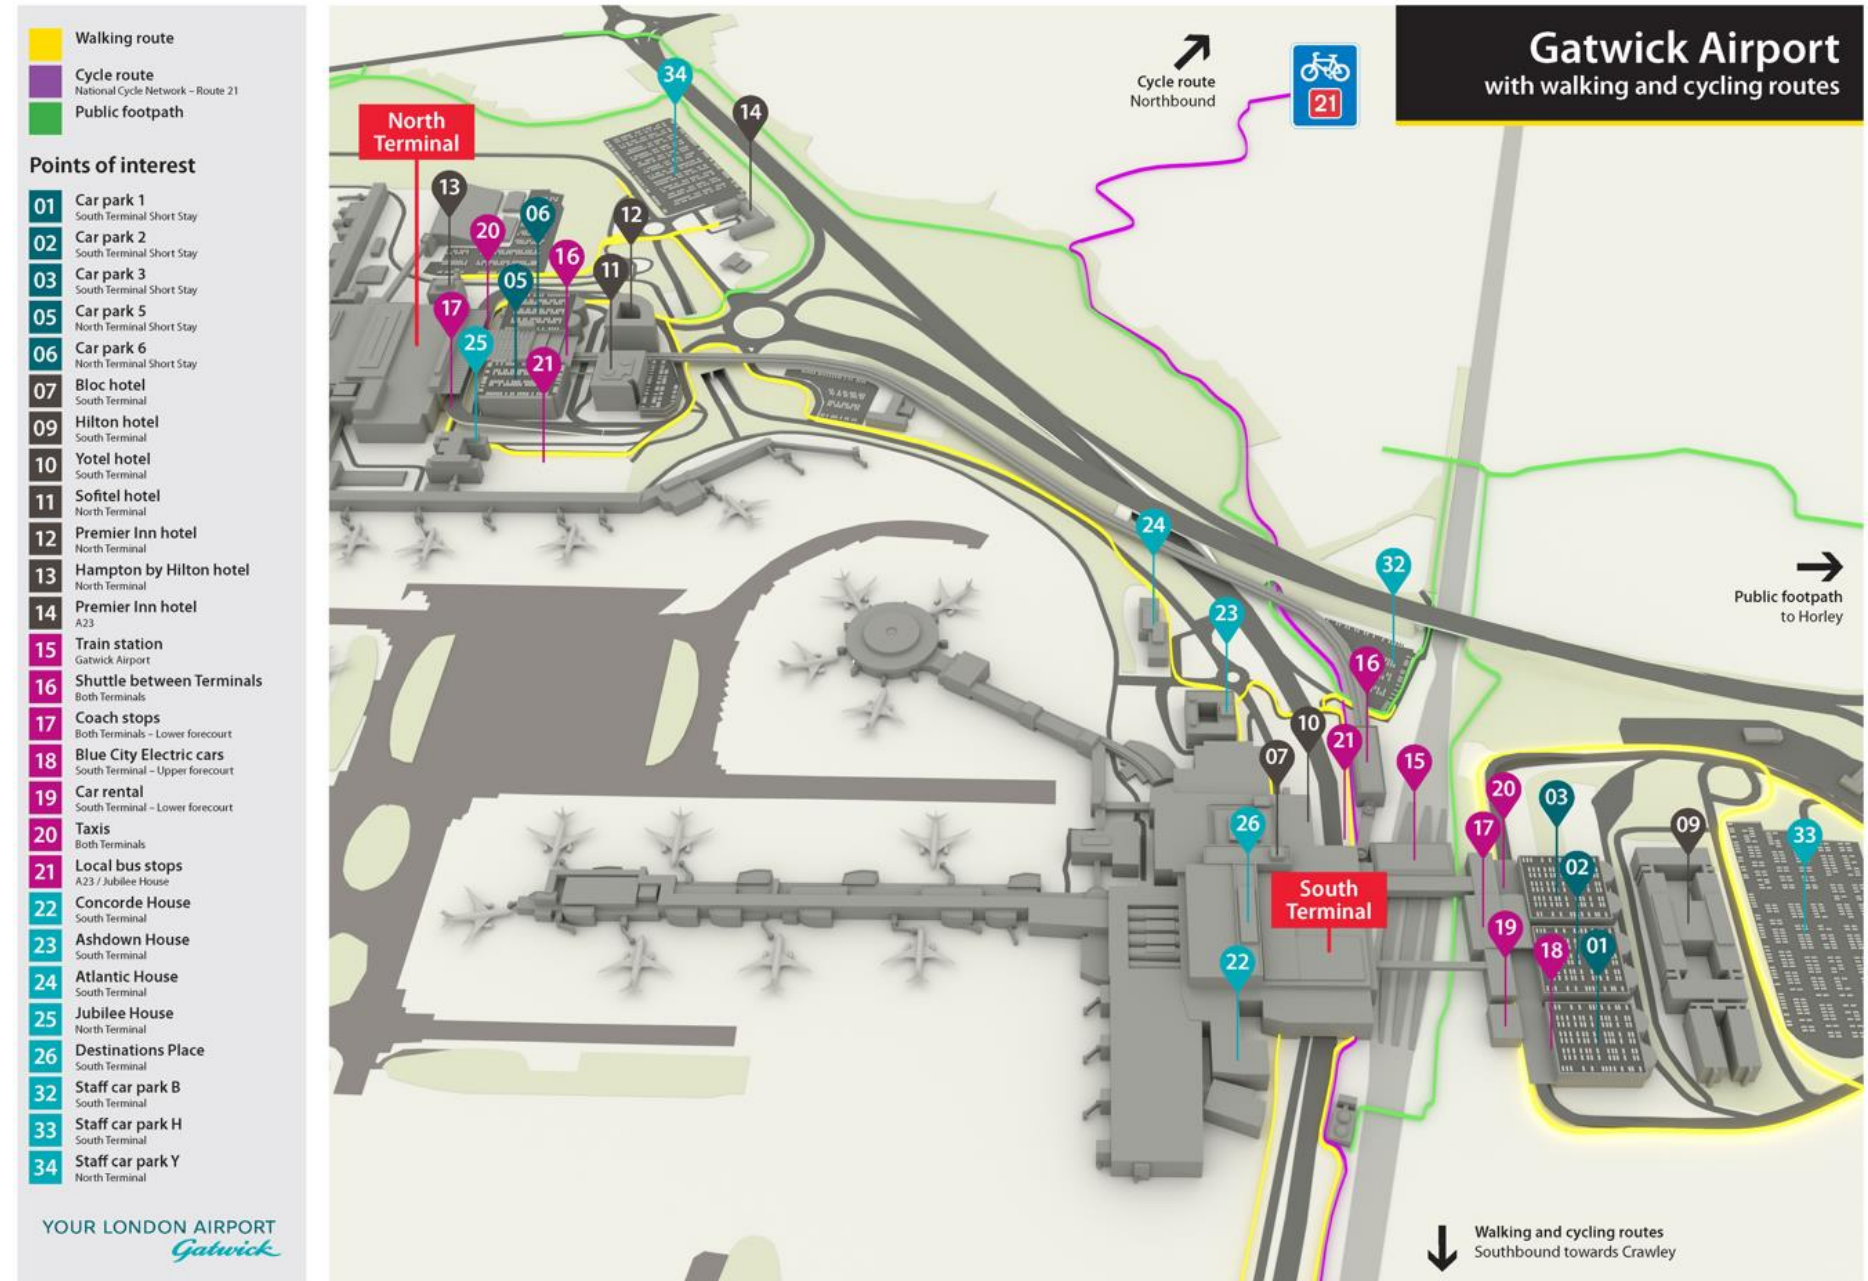 Walking route
Cycle route
National Cycle Network – Route 21
Public footpath
Points of interest
01 Car park 1
South Terminal Short Stay
02 Car park 2
South Terminal Short Stay
03 Car park 3
South Terminal Short Stay
05 Car park 5
North Terminal Short Stay
06 Car park 6
North Terminal Short Stay
07 Bloc hotel
South Terminal
09 Hilton hotel
South Terminal
10 Yotel hotel
South Terminal
11 Sofitel hotel
North Terminal
12 Premier Inn hotel
North Terminal
13 Hampton by Hilton hotel
North Terminal
14 Premier Inn hotel
A23
15 Train station
Gatwick Airport
16 Shuttle between Terminals
Both Terminals
17 Coach stops
Both Terminals – Lower forecourt
18 Blue City Electric cars
South Terminal – Upper forecourt
19 Car rental
South Terminal – Lower forecourt
20 Taxis
Both Terminals
21 Local bus stops
A23 / Jubilee House
22 Concorde House
South Terminal
23 Ashdown House
South Terminal
24 Atlantic House
South Terminal
25 Jubilee House
North Terminal
26 Destinations Place
South Terminal
32 Staff car park B
South Terminal
33 Staff car park H
South Terminal
34 Staff car park Y
North Terminal
YOUR LONDON AIRPORT
Gatwick
Gatwick Airport
with walking and cycling routes
Cycle route
Northbound
21
34
14
North
Terminal
13
06
12
20
16
11
05
17
25
21
24
32
Public footpath
to Horley
23
16
10
21
07
15
20
03
17
26
09
33
02
South
Terminal
19
18
01
22
Walking and cycling routes
Southbound towards Crawley